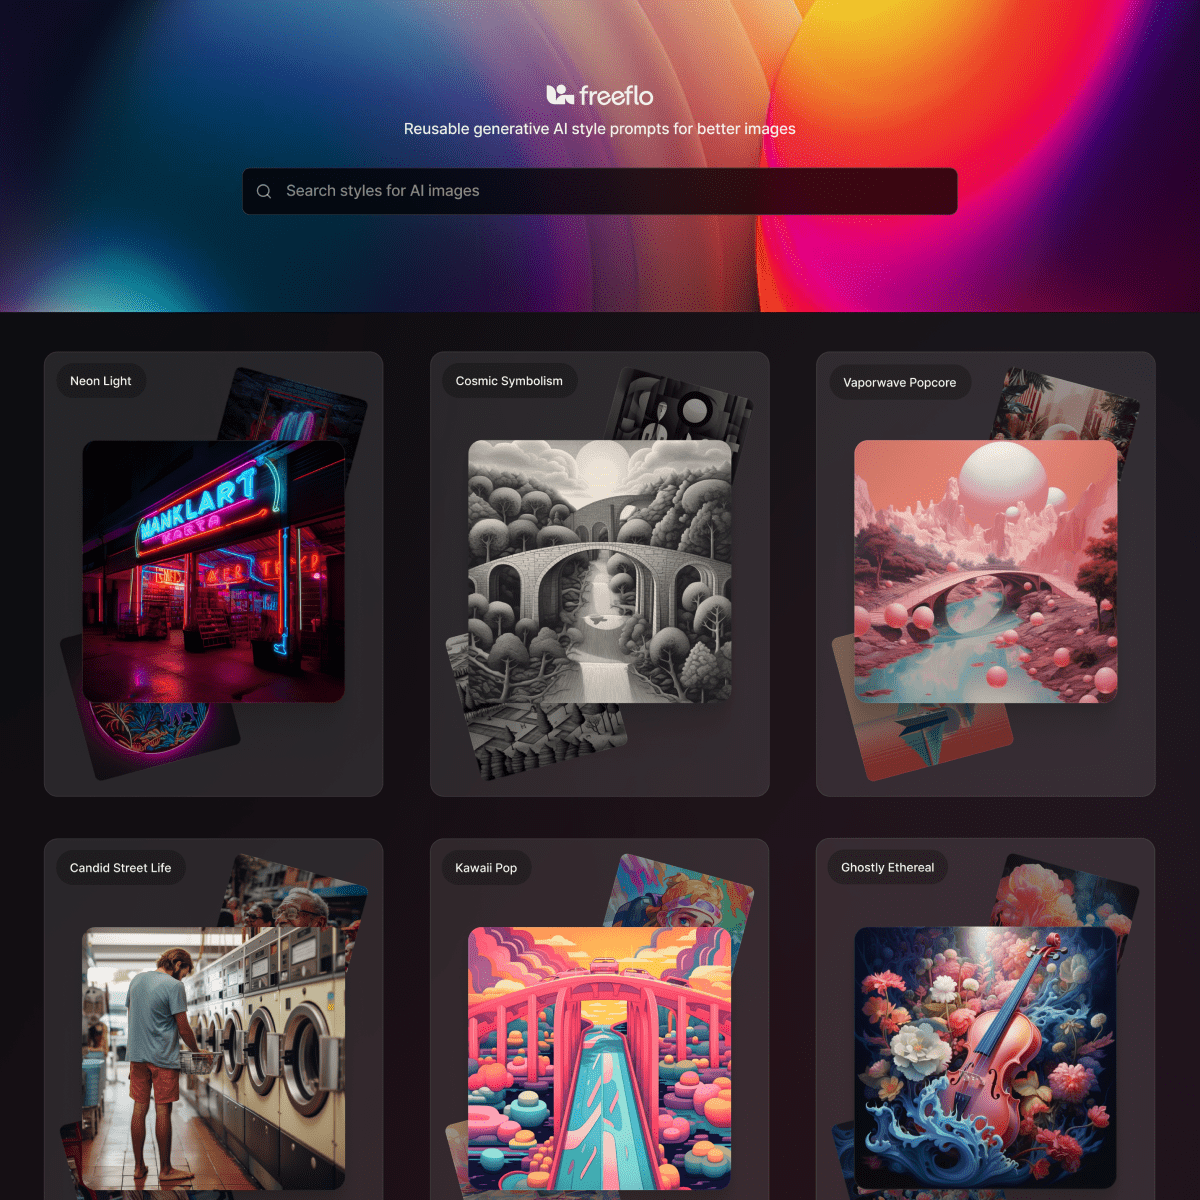 freeflo
Reusable generative AI style prompts for better images
Search styles for AI images
Neon Light
Cosmic Symbolism
Vaporwave Popcore
MANKLART
KARTA
Candid Street Life
Kawaii Pop
Ghostly Ethereal